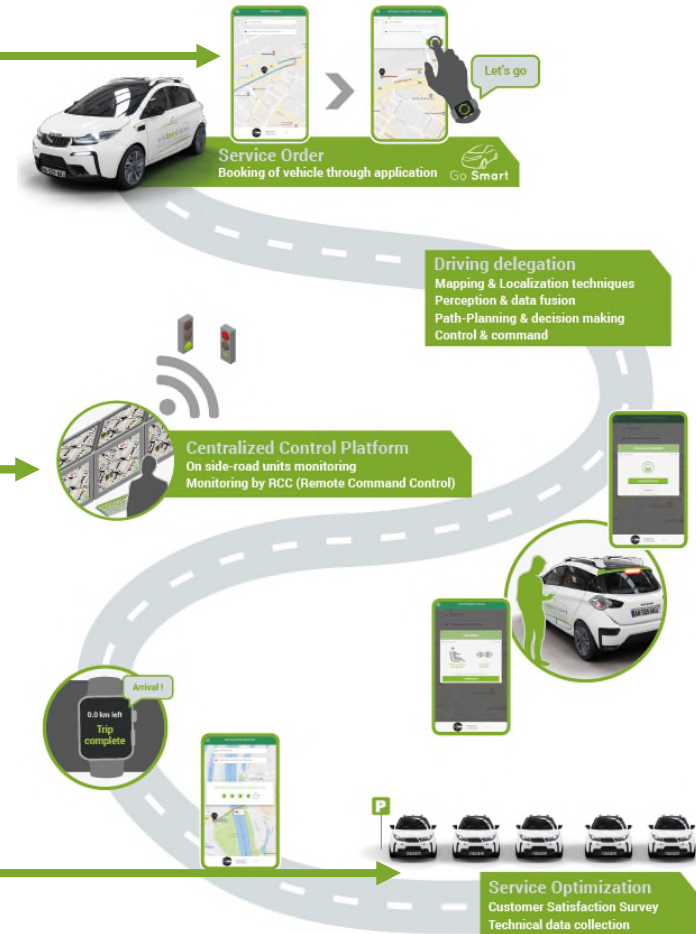 Let's go
Service Order
Booking of vehicle through application
Go Smart
Driving delegation
Mapping & Localization techniques
Perception & data fusion
Path-Planning & decision making
Control & command
Centralized Control Platform
On side-road units monitoring
Monitoring by RCC (Remote Command Control)
Arrival !
0.0 km left
Trip
complete
P
Service Optimization
Customer Satisfaction Survey
Technical data collection